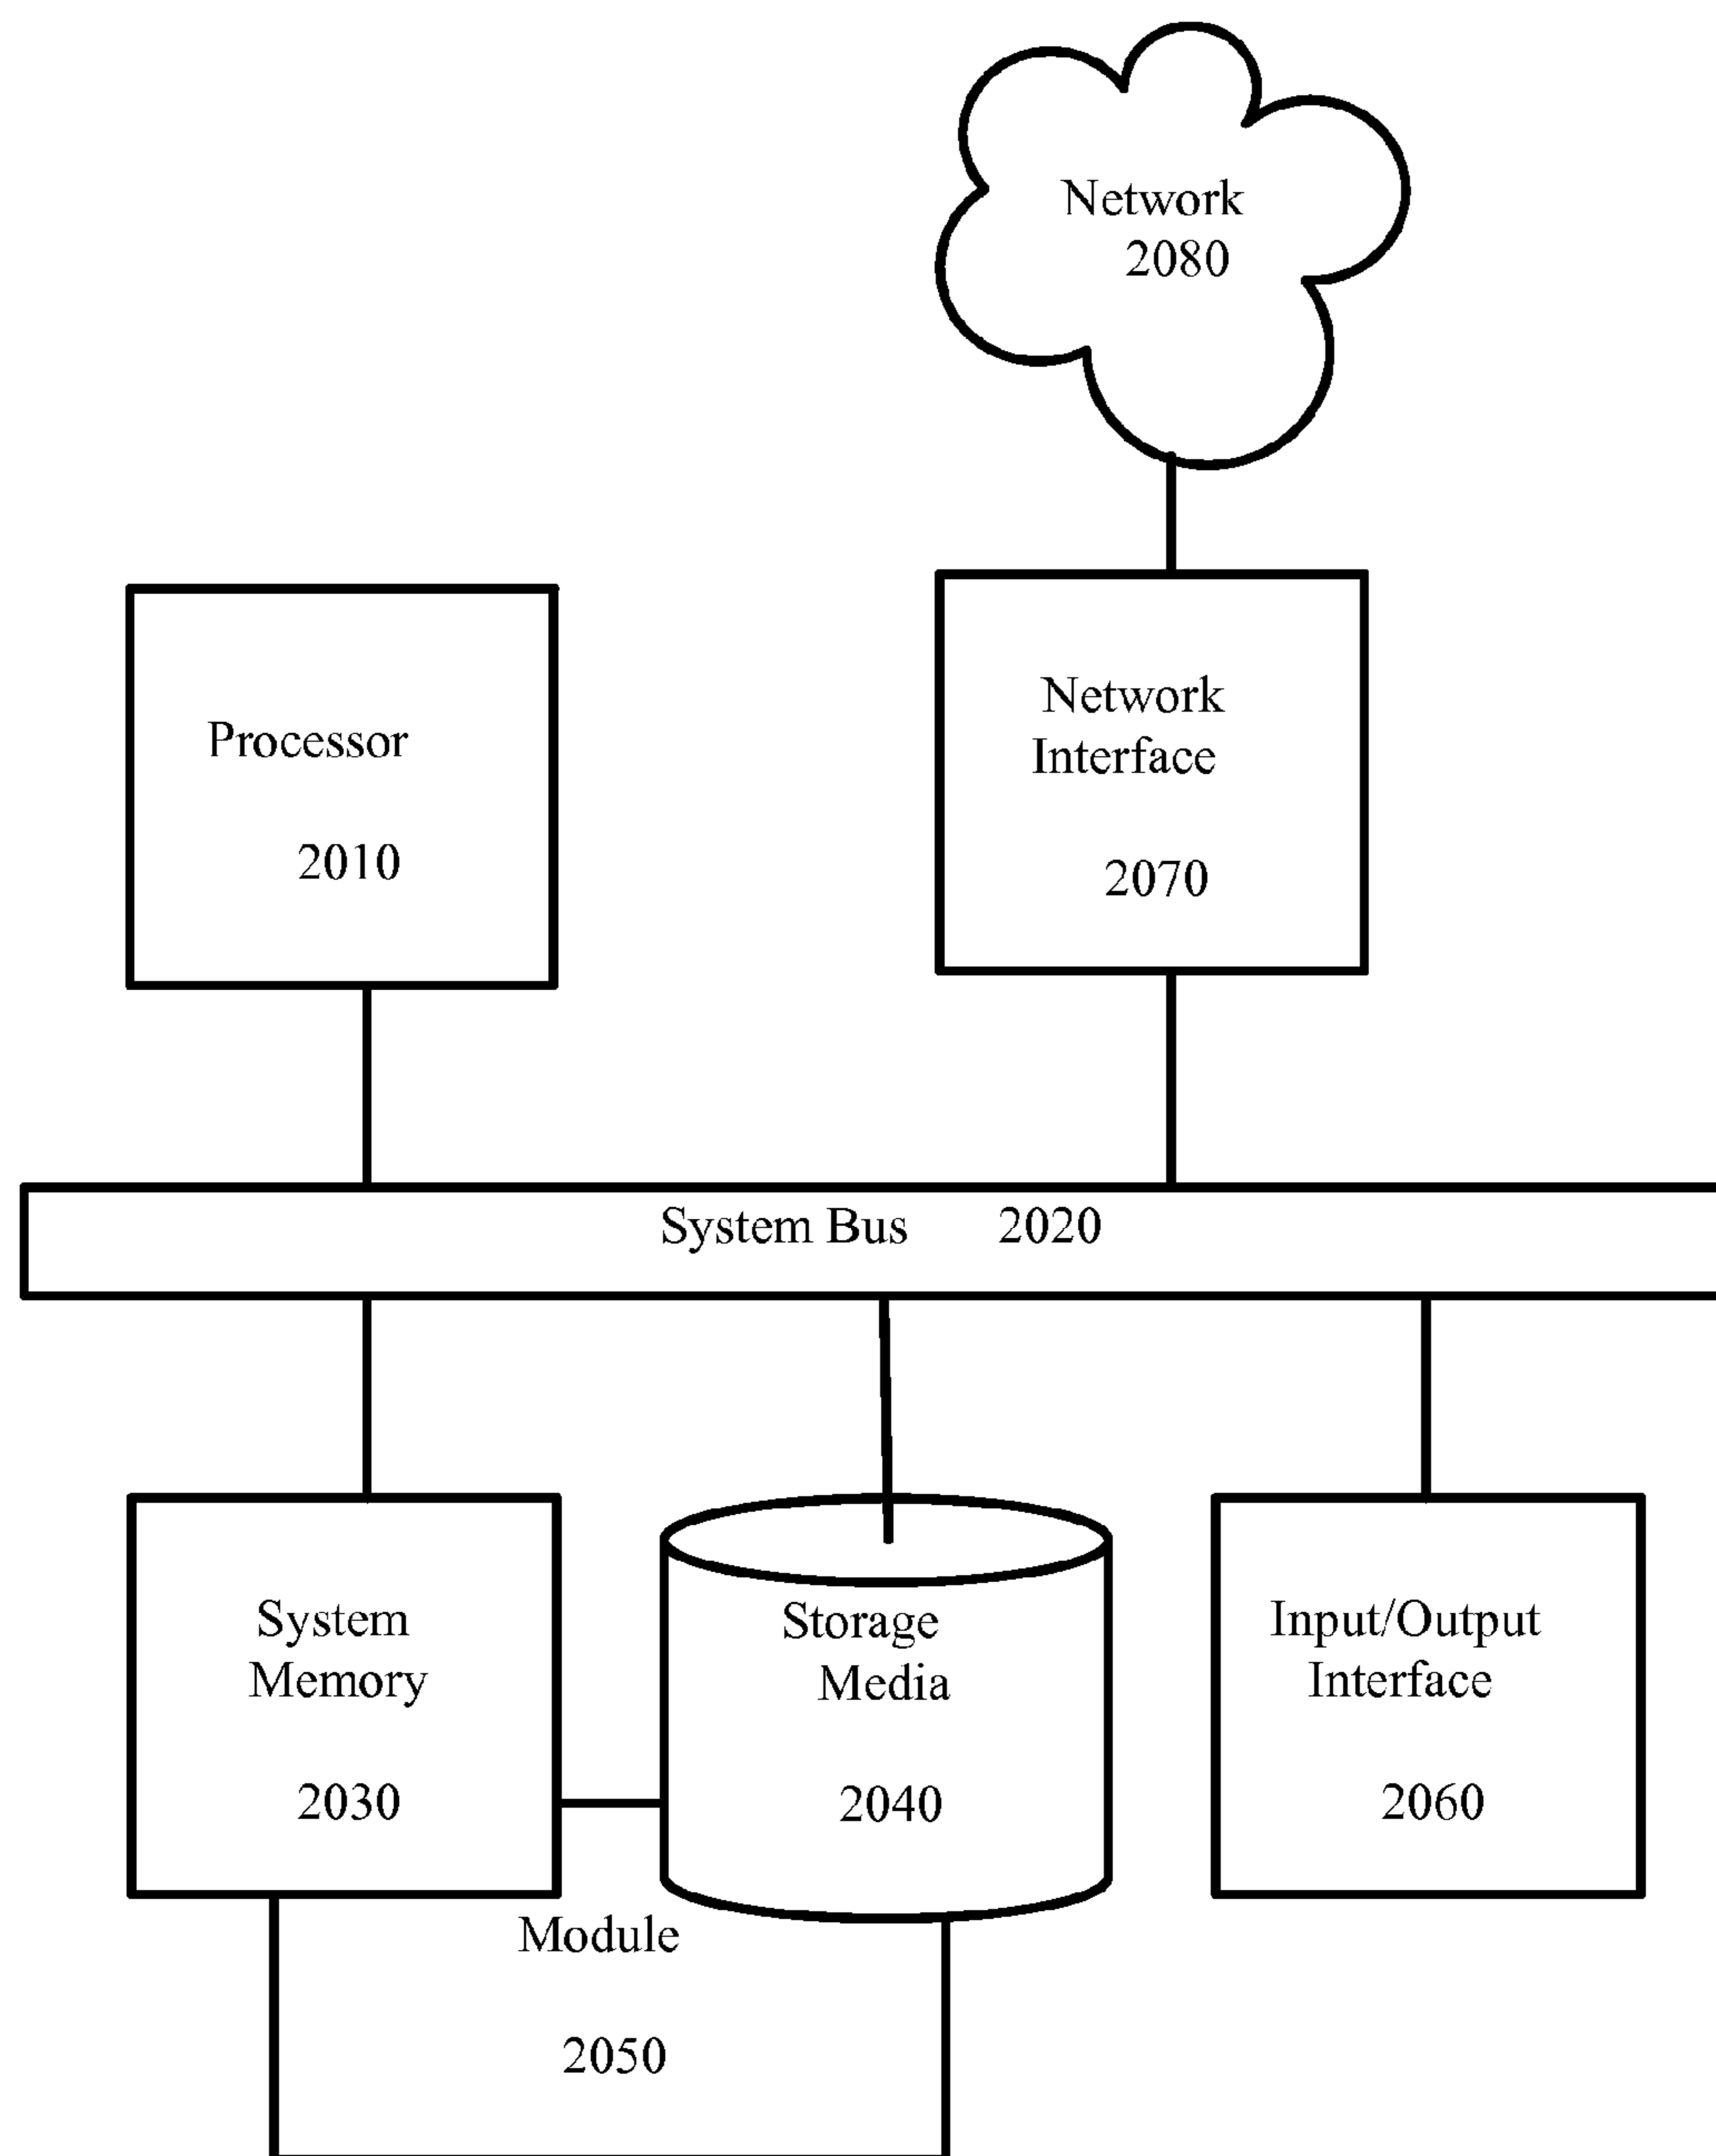 Network
2080
Processor
2010
Network
Interface
2070
System Bus 2020
System
Memory
2030
Storage
Media
2040
Input/Output
Interface
2060
Module
2050